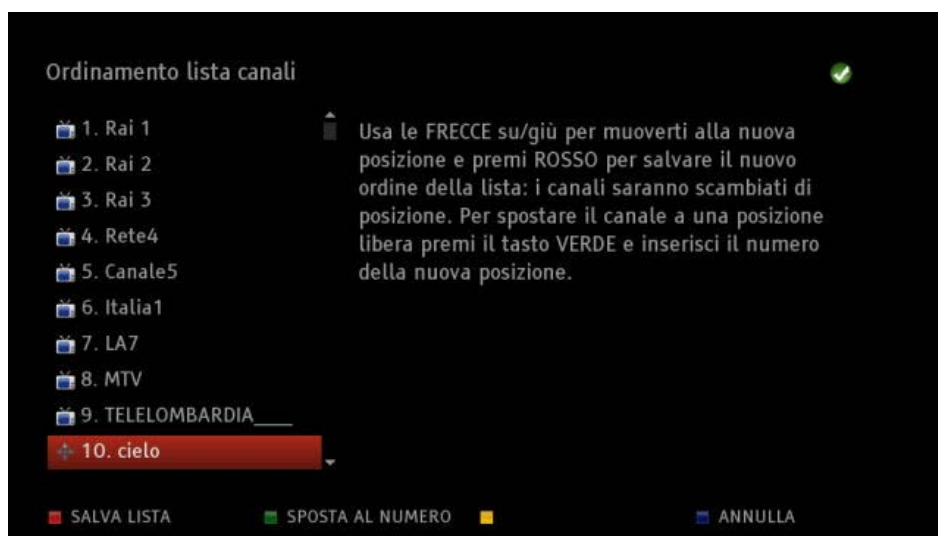 Ordinamento lista canali
1. Rai 1
2. Rai 2
3. Rai 3
4. Rete4
5. Canale5
6. Italia1
7. LA7
8. MTV
9. TELELOMBARDIA____
10. cielo
Usa le FRECCE su/giù per muoverti alla nuova
posizione e premi ROSSO per salvare il nuovo
ordine della lista: i canali saranno scambiati di
posizione. Per spostare il canale a una posizione
libera premi il tasto VERDE e inserisci il numero
della nuova posizione.
SALVA LISTA
SPOSTA AL NUMERO
ANNULLA